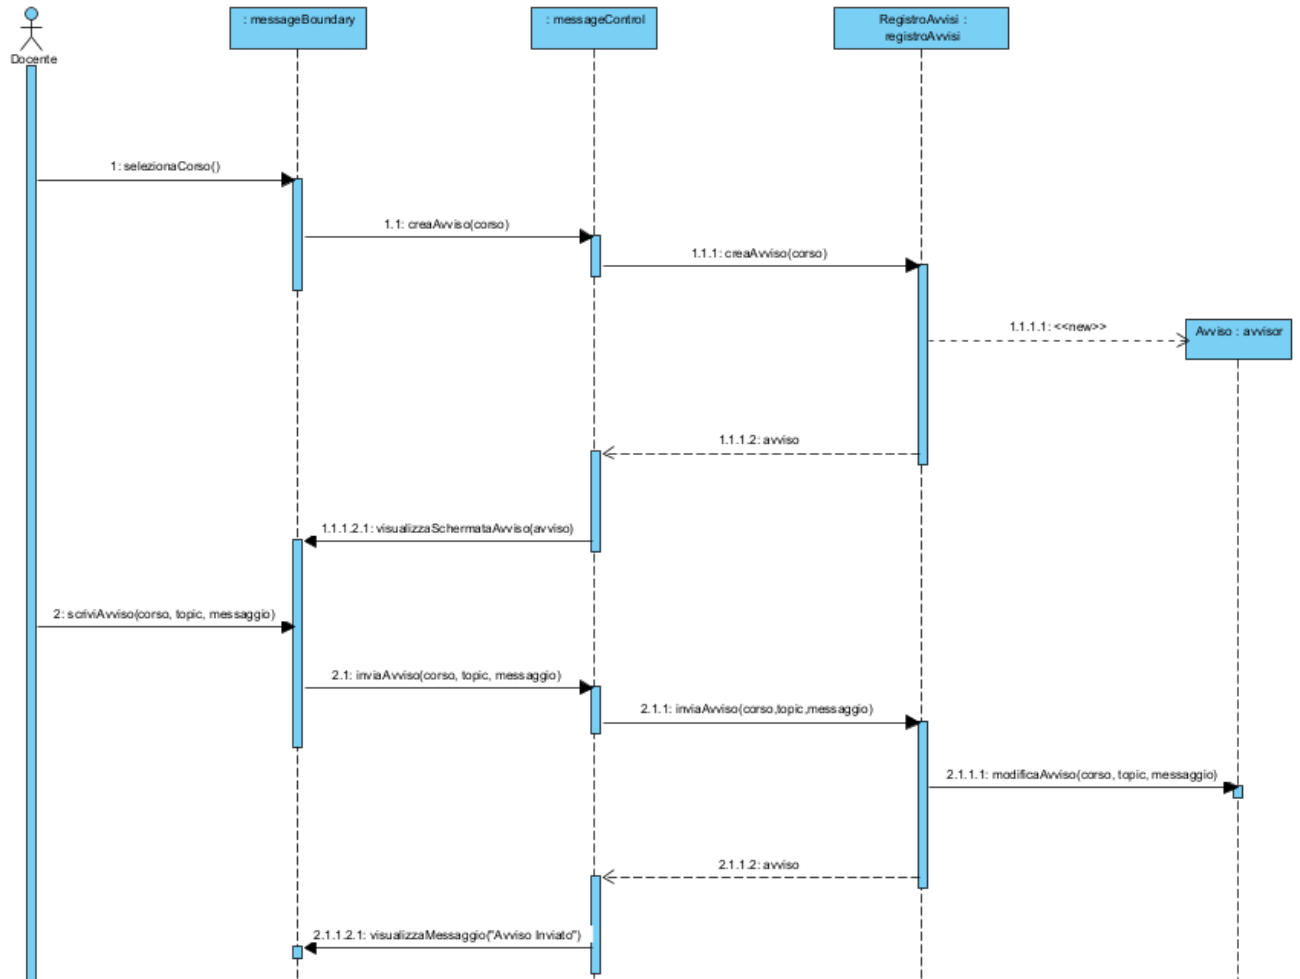 : messageBoundary
: messageControl
RegistroAvvisi :
registroAvvisi
Docente
1: selezionaCorso()
1.1: creaAvviso(corso)
1.1.1: creaAvviso(corso)
1.1.1.1: <<new>>
Avviso : avvisor
1.1.1.2: avviso
1.1.1.2.1: visualizzaSchermataAvviso(avviso)
2: scriviAvviso(corso, topic, messaggio)
2.1: inviaAvviso(corso, topic, messaggio)
2.1.1: inviaAvviso(corso,topic,messaggio)
2.1.1.1: modificaAvviso(corso, topic, messaggio)
2.1.1.2: avviso
2.1.1.2.1: visualizzaMessaggio("Avviso Inviato")